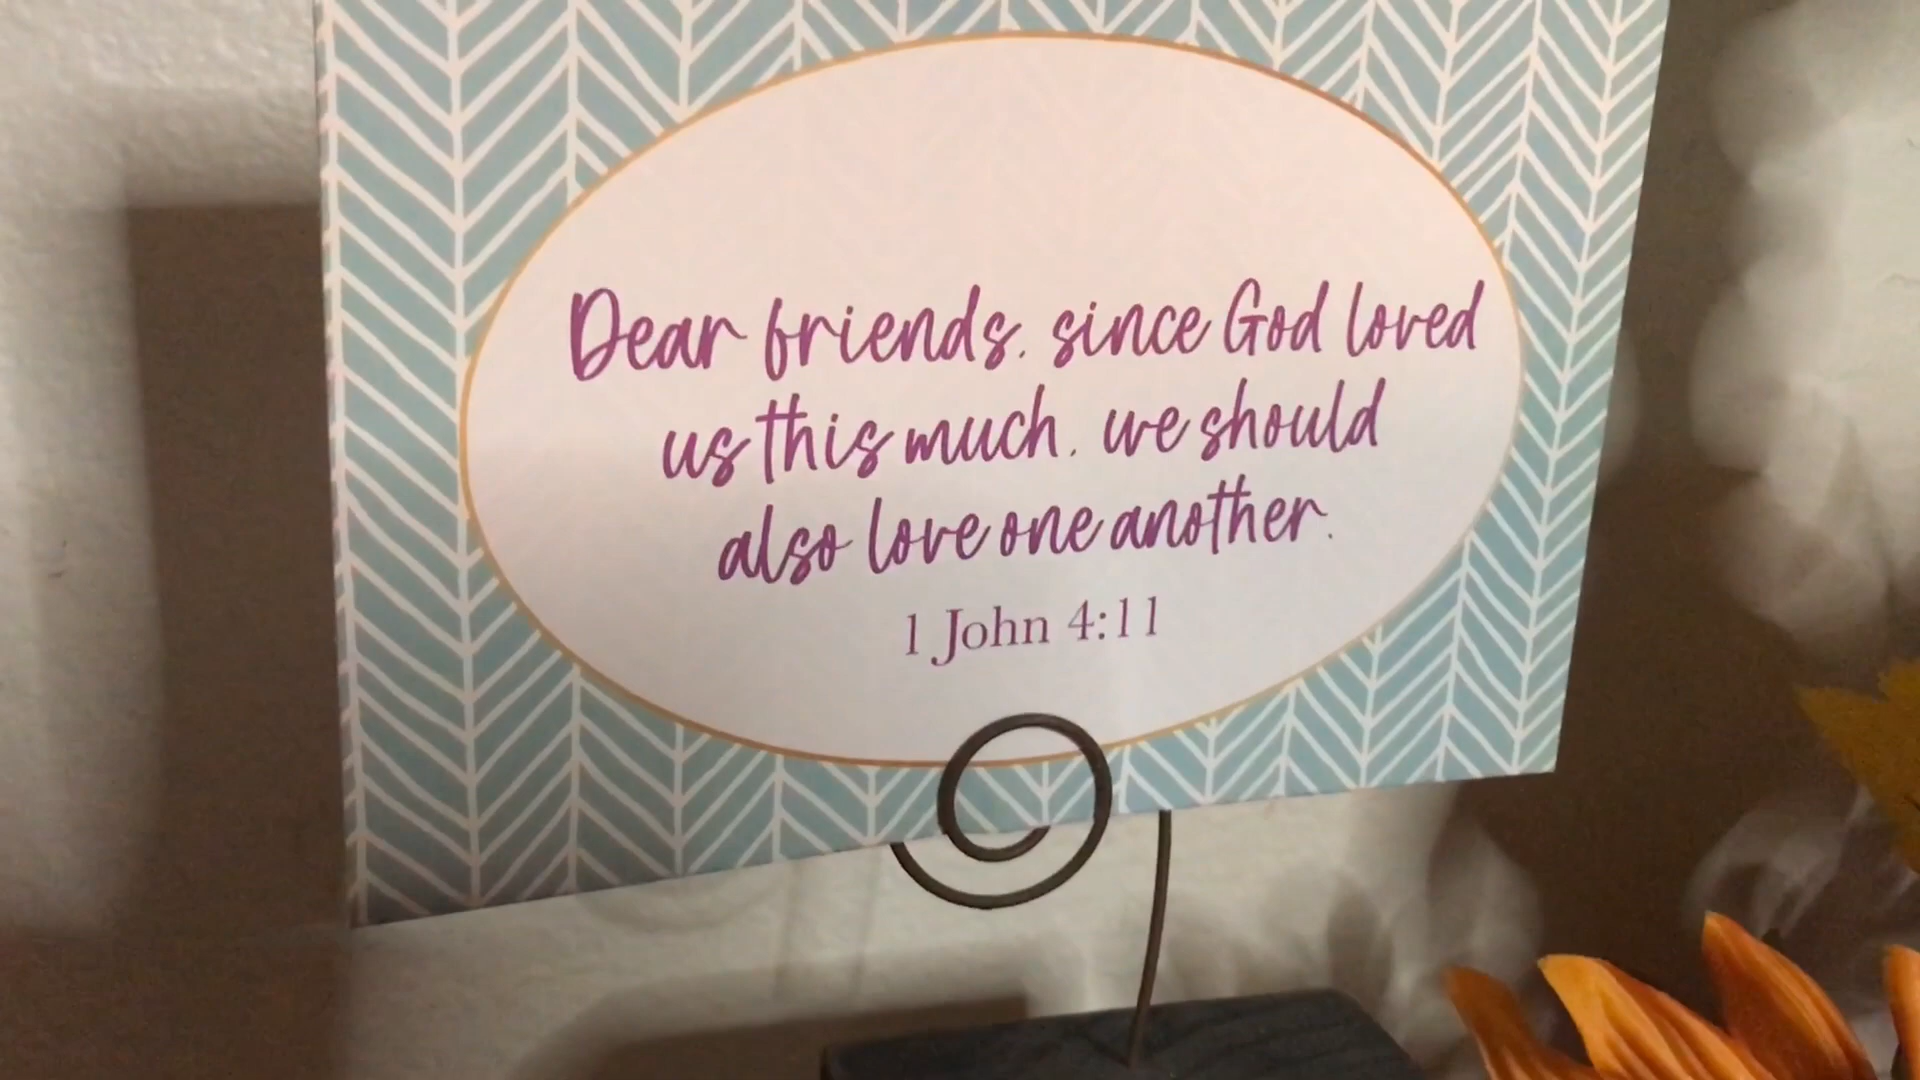 Dear friends, since God loved
us this much, we should
also love one another.
1 John 4:11